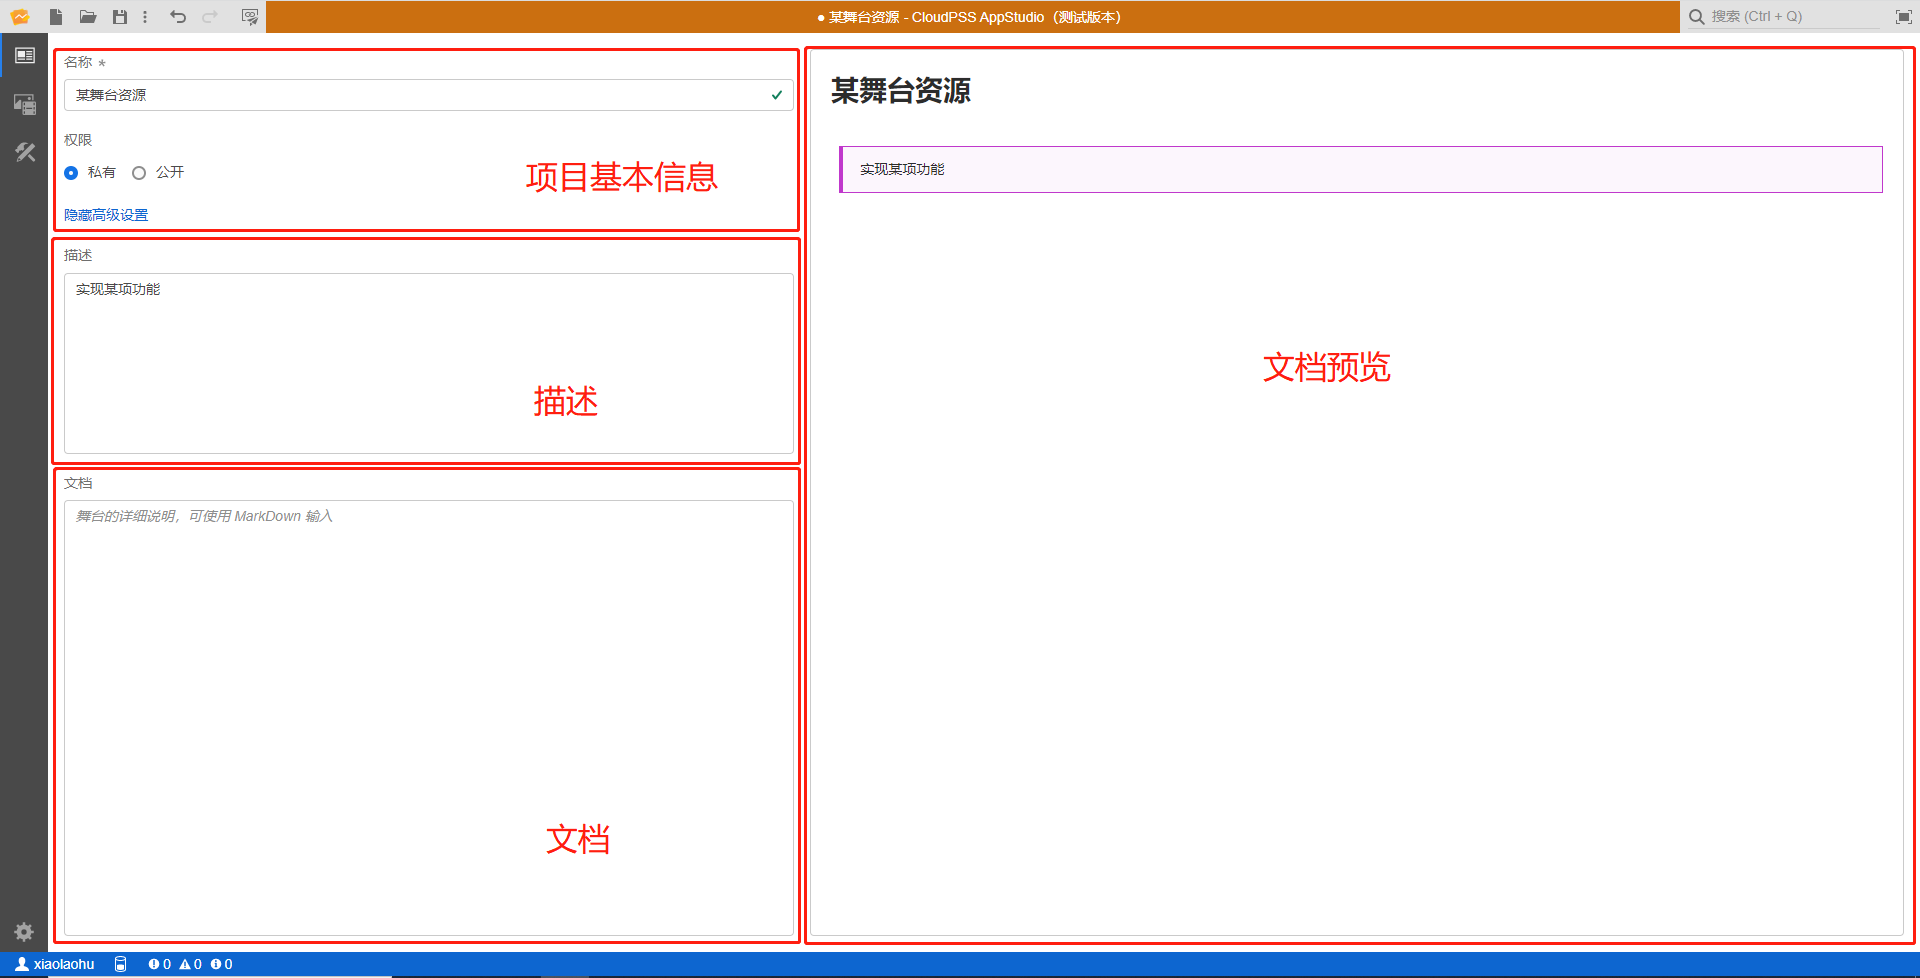 ● 某舞台资源 - CloudPSS AppStudio（测试版本）
搜索 (Ctrl + Q)
名称 *
某舞台资源
权限
私有 公开
项目基本信息
隐藏高级设置
描述
实现某项功能
描述
文档
舞台的详细说明，可使用 MarkDown 输入
文档
某舞台资源
实现某项功能
文档预览
xiaolaohu 0 0 0